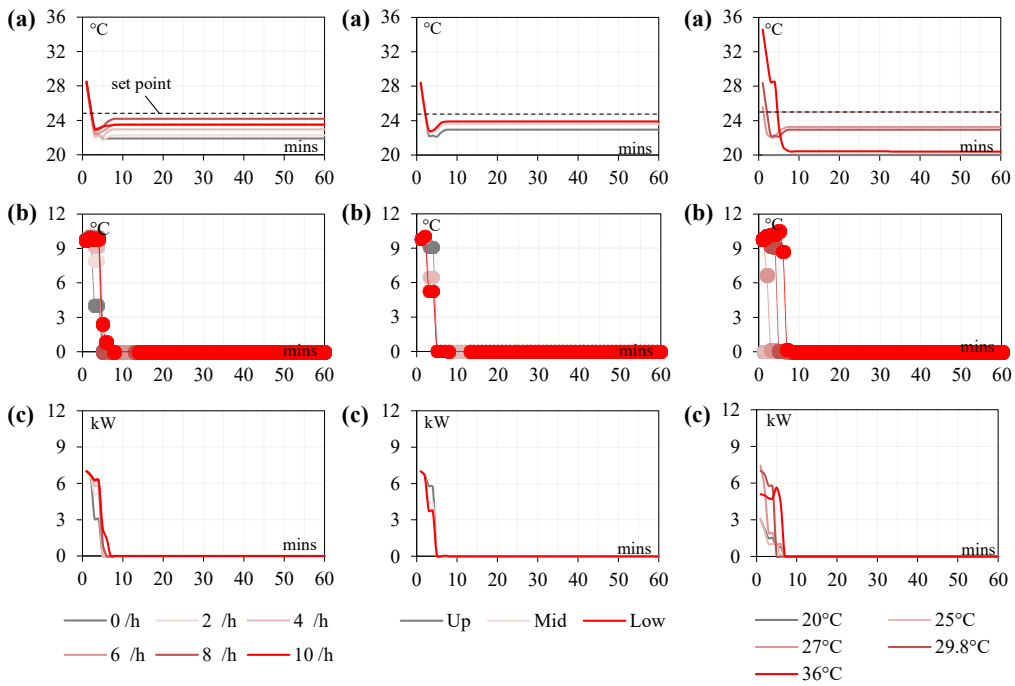 (a) 36 °C 32 28 set point 24 20 mins 0 10 20 30 40 50 60
(a) 36 °C 32 28 24 20 mins 0 10 20 30 40 50 60
(a) 36 °C 32 28 24 20 mins 0 10 20 30 40 50 60
(b) 12 °C 9 6 3 0 mins 0 10 20 30 40 50 60
(b) 12 °C 9 6 3 0 mins 0 10 20 30 40 50 60
(b) 12 °C 9 6 3 0 mins 0 10 20 30 40 50 60
(c) 12 kW 9 6 3 0 mins 0 10 20 30 40 50 60
(c) 12 kW 9 6 3 0 mins 0 10 20 30 40 50 60
(c) 12 kW 9 6 3 0 mins 0 10 20 30 40 50 60
0 /h 2 /h 4 /h
6 /h 8 /h 10 /h
Up Mid Low
20°C 25°C
27°C 29.8°C
36°C